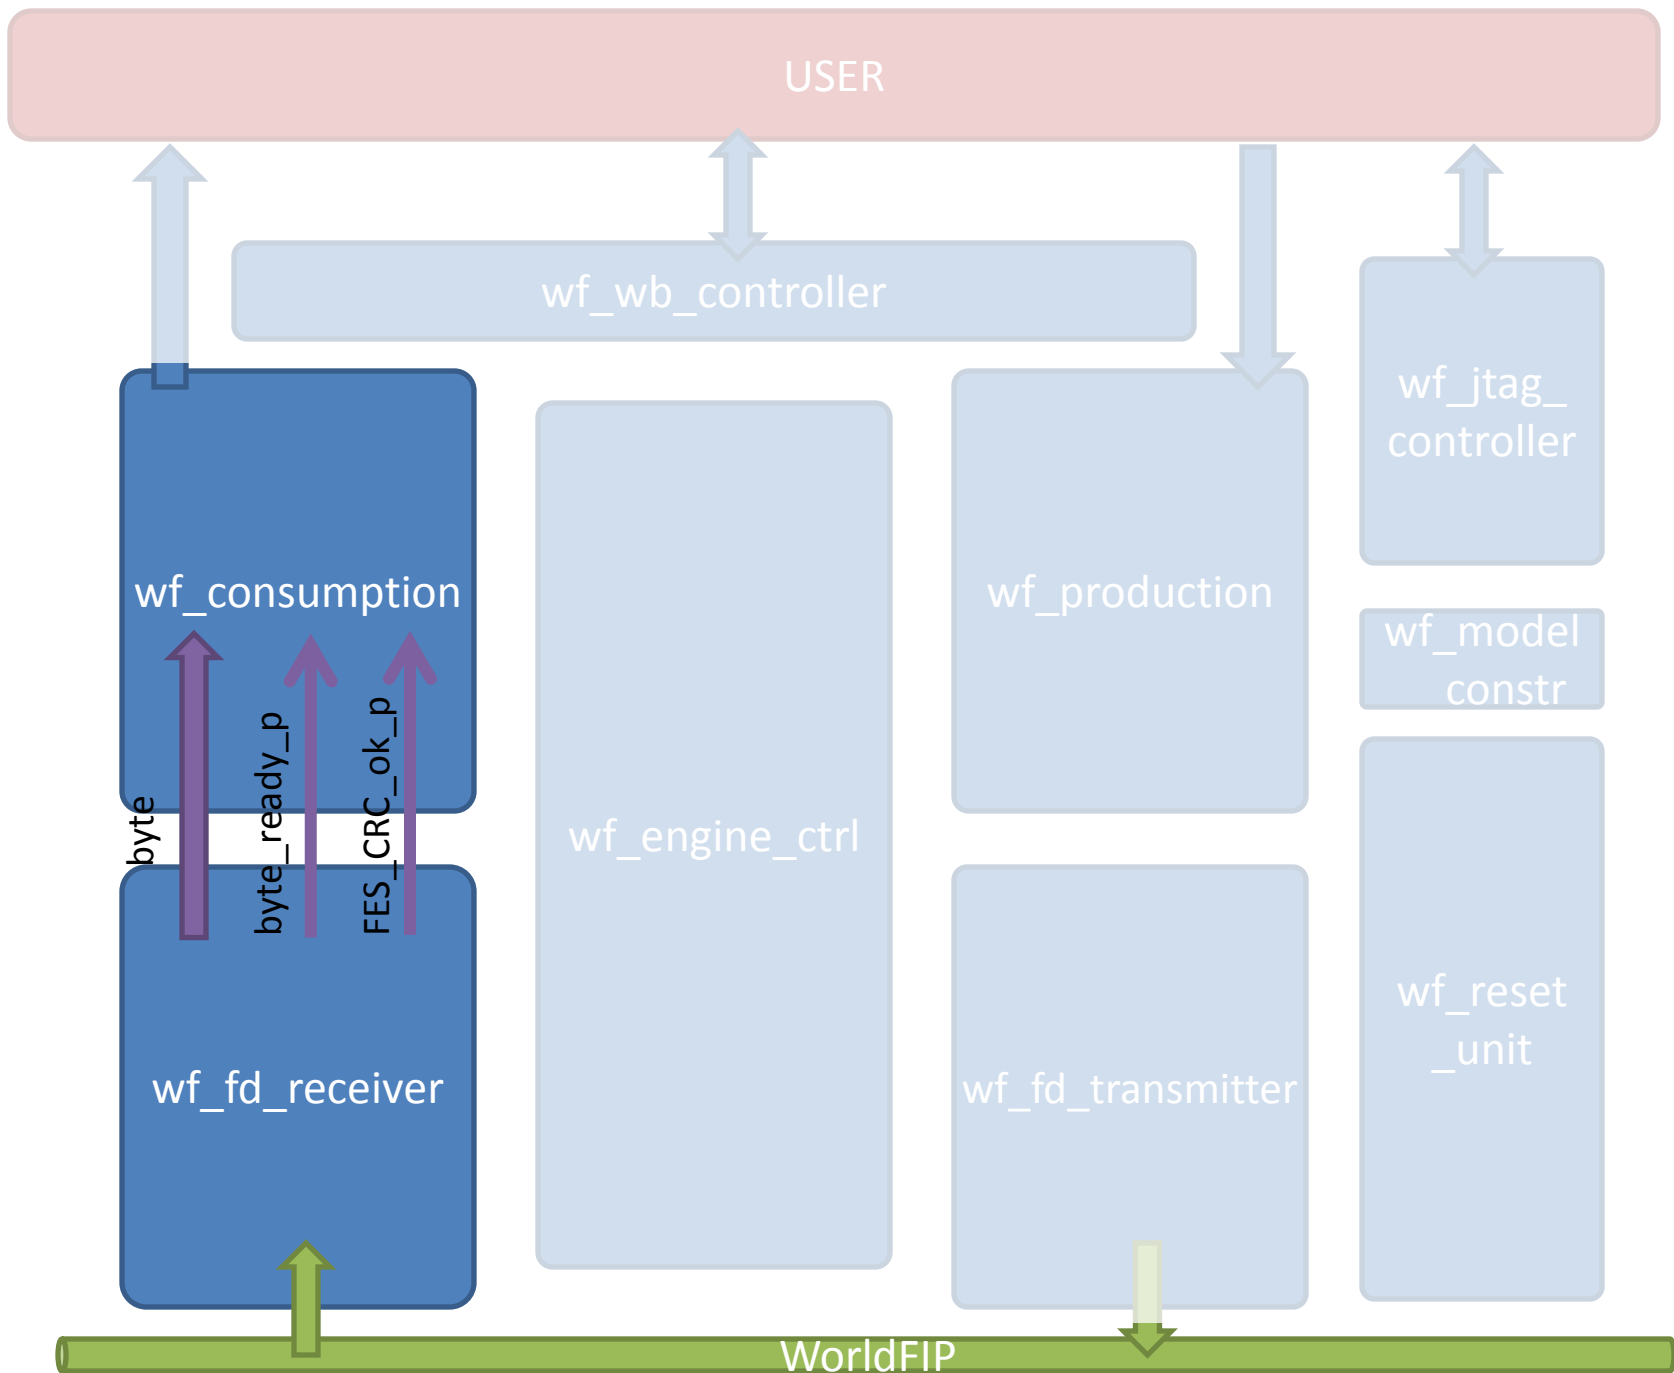 USER
wf_wb_controller
wf_jtag_
controller
wf_consumption
wf_production
wf_model
constr
byte
byte_ready_p
FES_CRC_ok_p
wf_engine_ctrl
wf_fd_receiver
wf_fd_transmitter
wf_reset
_unit
WorldFIP